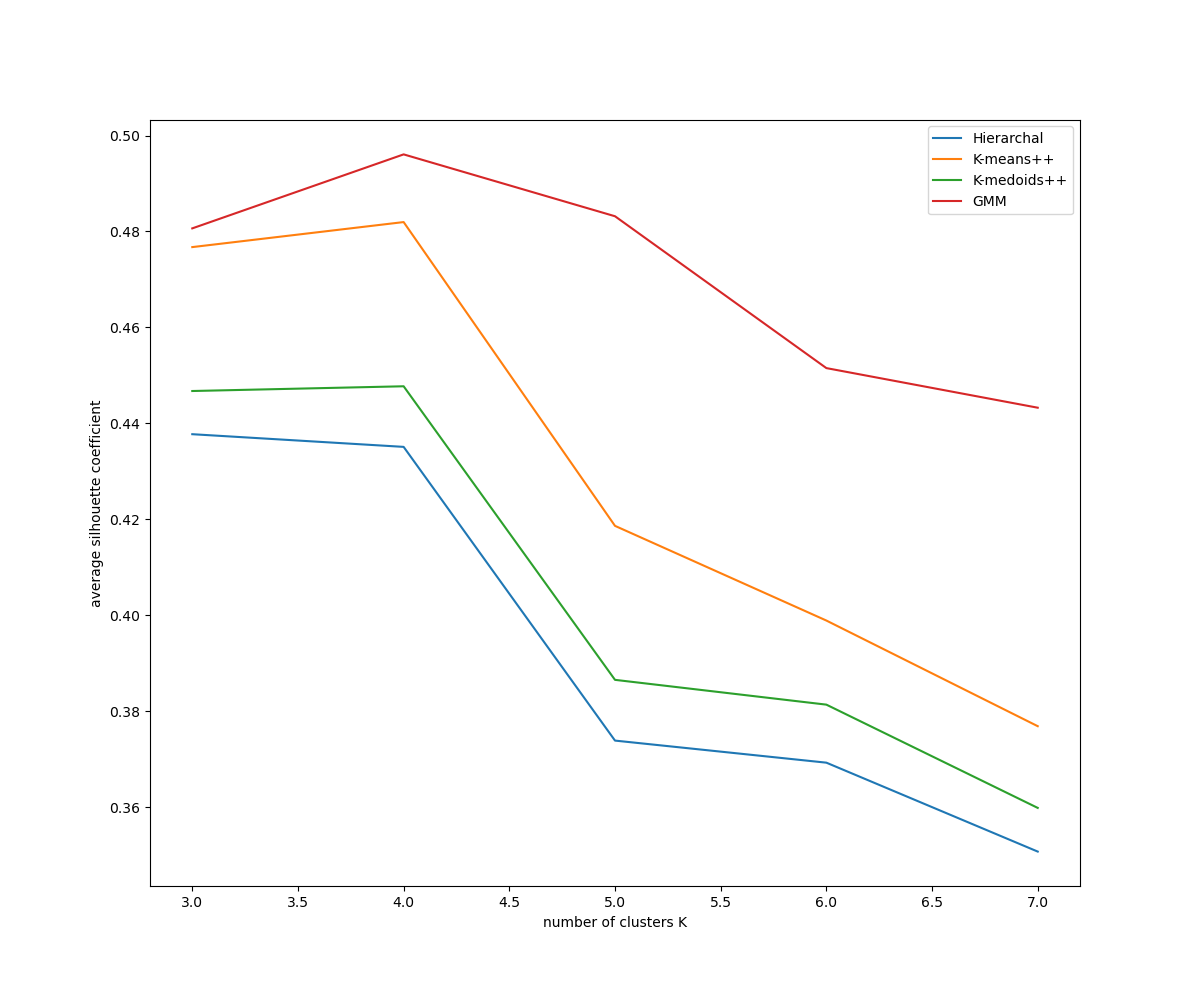 Hierarchal
K-means++
K-medoids++
GMM
average silhouette coefficient
0.50
0.48
0.46
0.44
0.42
0.40
0.38
0.36
3.0 3.5 4.0 4.5 5.0 5.5 6.0 6.5 7.0
number of clusters K